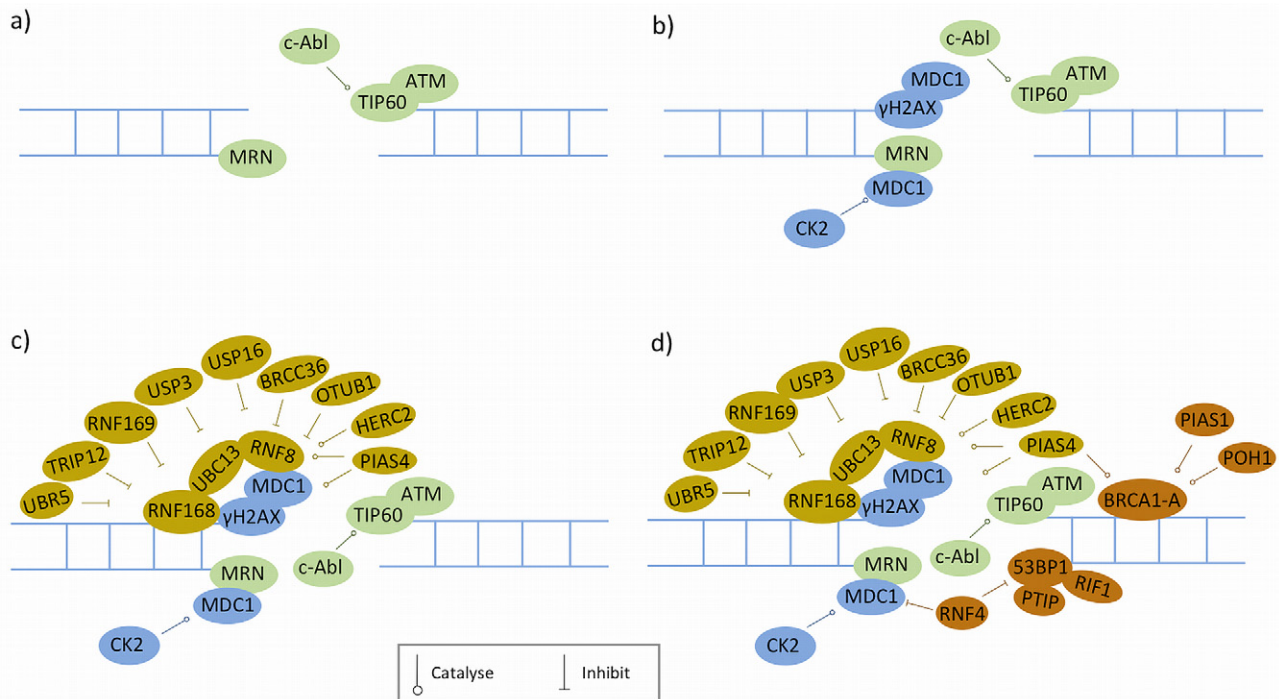 a)
c-Abl
ATM
TIP60
MRN
b)
c-Abl
MDC1
ATM
TIP60
γH2AX
MRN
MDC1
CK2
c)
USP16
BRCC36
USP3
OTUB1
RNF169
HERC2
TRIP12
RNF8
UBC13
PIAS4
UBR5
MDC1
ATM
RNF168
γH2AX
TIP60
MRN
c-Abl
MDC1
CK2
d)
USP16
BRCC36
USP3
OTUB1
RNF169
HERC2
PIAS1
TRIP12
RNF8
UBC13
PIAS4
POH1
UBR5
MDC1
ATM
RNF168
γH2AX
TIP60
BRCA1-A
MRN
c-Abl
53BP1
RIF1
MDC1
PTIP
RNF4
CK2
Catalyse
Inhibit